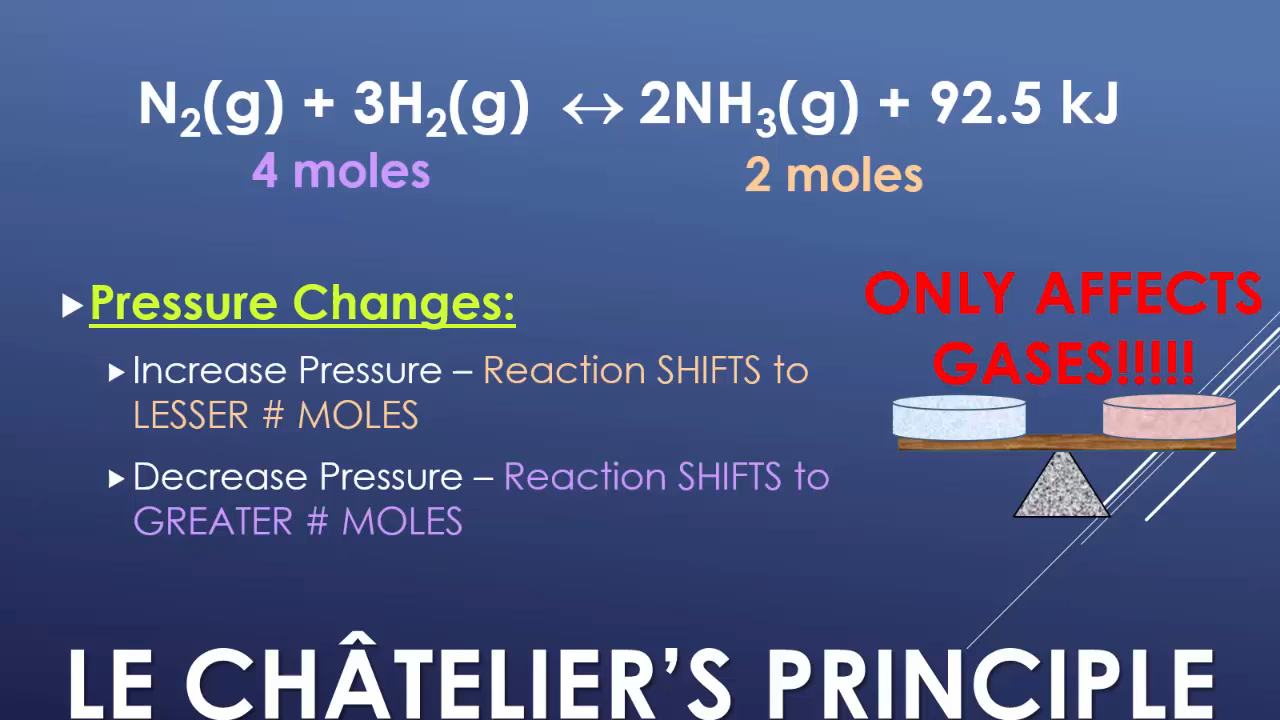 N₂(g) + 3H₂(g) ↔ 2NH₃(g) + 92.5 kJ
4 moles 2 moles
Pressure Changes:
ONLY AFFECTS
GASES!!!!!
Increase Pressure – Reaction SHIFTS to
LESSER # MOLES
Decrease Pressure – Reaction SHIFTS to
GREATER # MOLES
LE CHÂTELIER’S PRINCIPLE